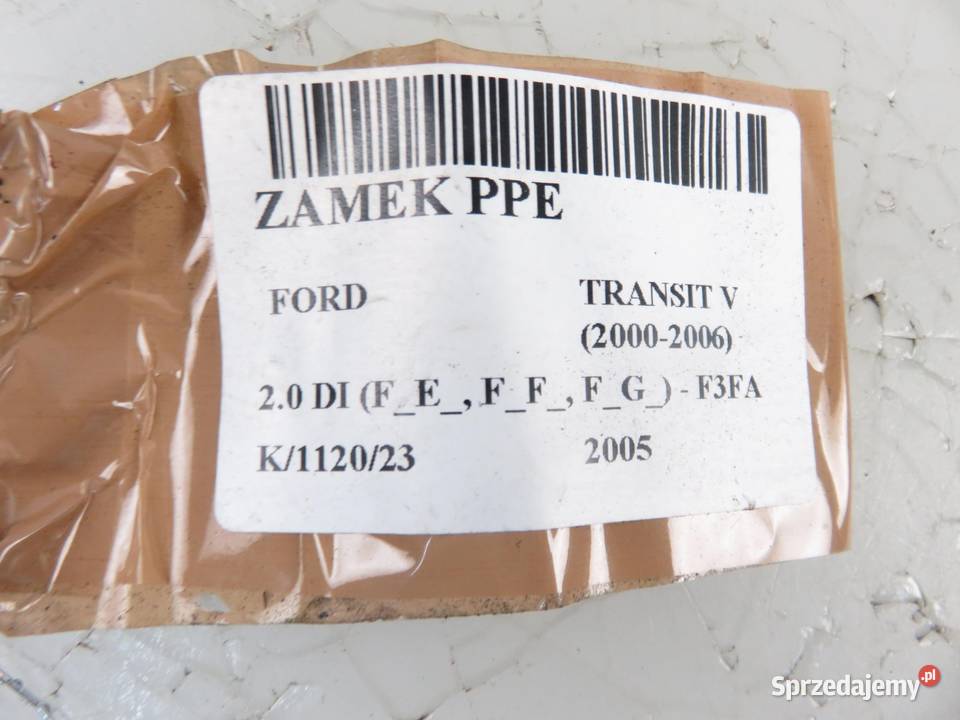 ZAMEK PPE
FORD
TRANSIT V
(2000-2006)
2.0 DI (F_E_, F_F_, F_G_) - F3FA
K/1120/23
2005
Sprzedajemy.pl